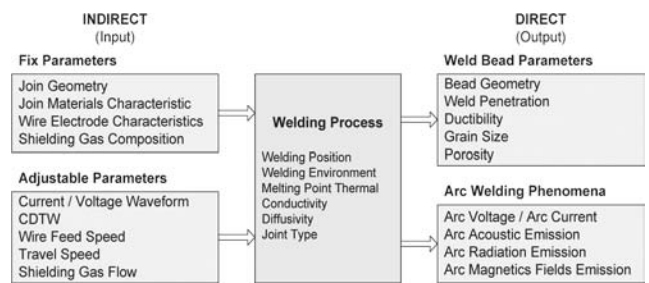 INDIRECT
(Input)
Fix Parameters
Join Geometry
Join Materials Characteristic
Wire Electrode Characteristics
Shielding Gas Composition
Adjustable Parameters
Current / Voltage Waveform
CDTW
Wire Feed Speed
Travel Speed
Shielding Gas Flow
Welding Process
Welding Position
Welding Environment
Melting Point Thermal
Conductivity
Diffusivity
Joint Type
DIRECT
(Output)
Weld Bead Parameters
Bead Geometry
Weld Penetration
Ductibility
Grain Size
Porosity
Arc Welding Phenomena
Arc Voltage / Arc Current
Arc Acoustic Emission
Arc Radiation Emission
Arc Magnetics Fields Emission